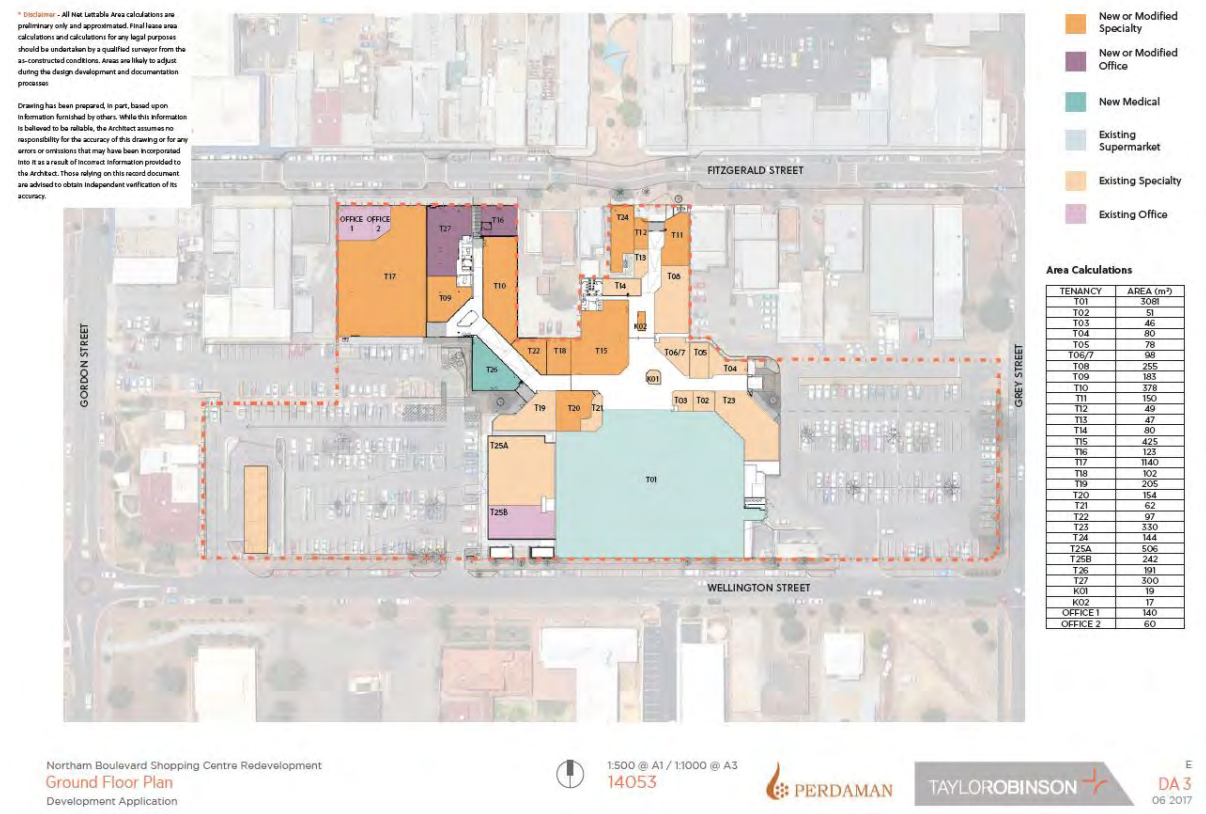 * Disclaimer - All Net Lettable Area calculations are
preliminary only and approximated. Final lease area
calculations and calculations for any legal purposes
should be undertaken by a qualified surveyor from the
as-constructed conditions. Areas are likely to adjust
during the design development and documentation
processes
Drawing has been prepared, in part, based upon
information furnished by others. While this information
is believed to be reliable, the Architect assumes no
responsibility for the accuracy of this drawing or for any
errors or omissions that may have been incorporated
into it as a result of incorrect information provided to
the Architect. Those relying on this record document
are advised to obtain independent verification of its
accuracy.
New or Modified
Specialty
New or Modified
Office
New Medical
Existing
Supermarket
Existing Specialty
Existing Office
FITZGERALD STREET
GORDON STREET
GREY STREET
WELLINGTON STREET
OFFICE 1
OFFICE 2
T17
T27
T16
T09
T10
T24
T12
T11
T13
T08
T14
K02
T22
T18
T15
T06/7
T05
T04
T26
K01
T19
T20
T21
T03
T02
T23
T25A
T25B
T01
Area Calculations
TENANCY AREA (m²)
T01 3081
T02 51
T03 46
T04 80
T05 78
T06/7 98
T08 255
T09 183
T10 378
T11 150
T12 49
T13 47
T14 80
T15 425
T16 123
T17 1140
T18 102
T19 205
T20 154
T21 62
T22 97
T23 330
T24 144
T25A 506
T25B 242
T26 191
T27 300
K01 19
K02 17
OFFICE 1 140
OFFICE 2 60
Northam Boulevard Shopping Centre Redevelopment
Ground Floor Plan
Development Application
1:500 @ A1 / 1:1000 @ A3
14053
PERDAMAN
TAYLORROBINSON
E
DA 3
06 2017